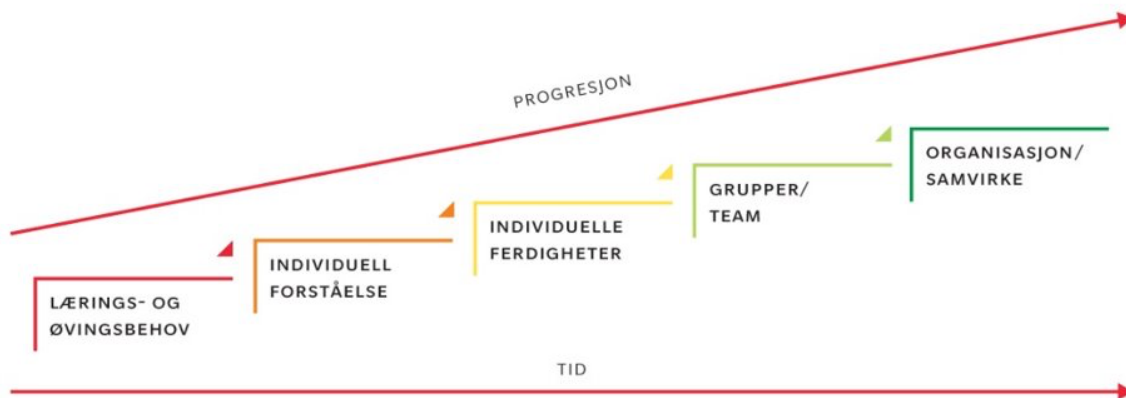 PROGRESJON
LÆRINGS- OG
ØVINGSBEHOV
INDIVIDUELL
FORSTÅELSE
INDIVIDUELLE
FERDIGHETER
GRUPPER/
TEAM
ORGANISASJON/
SAMVIRKE
TID